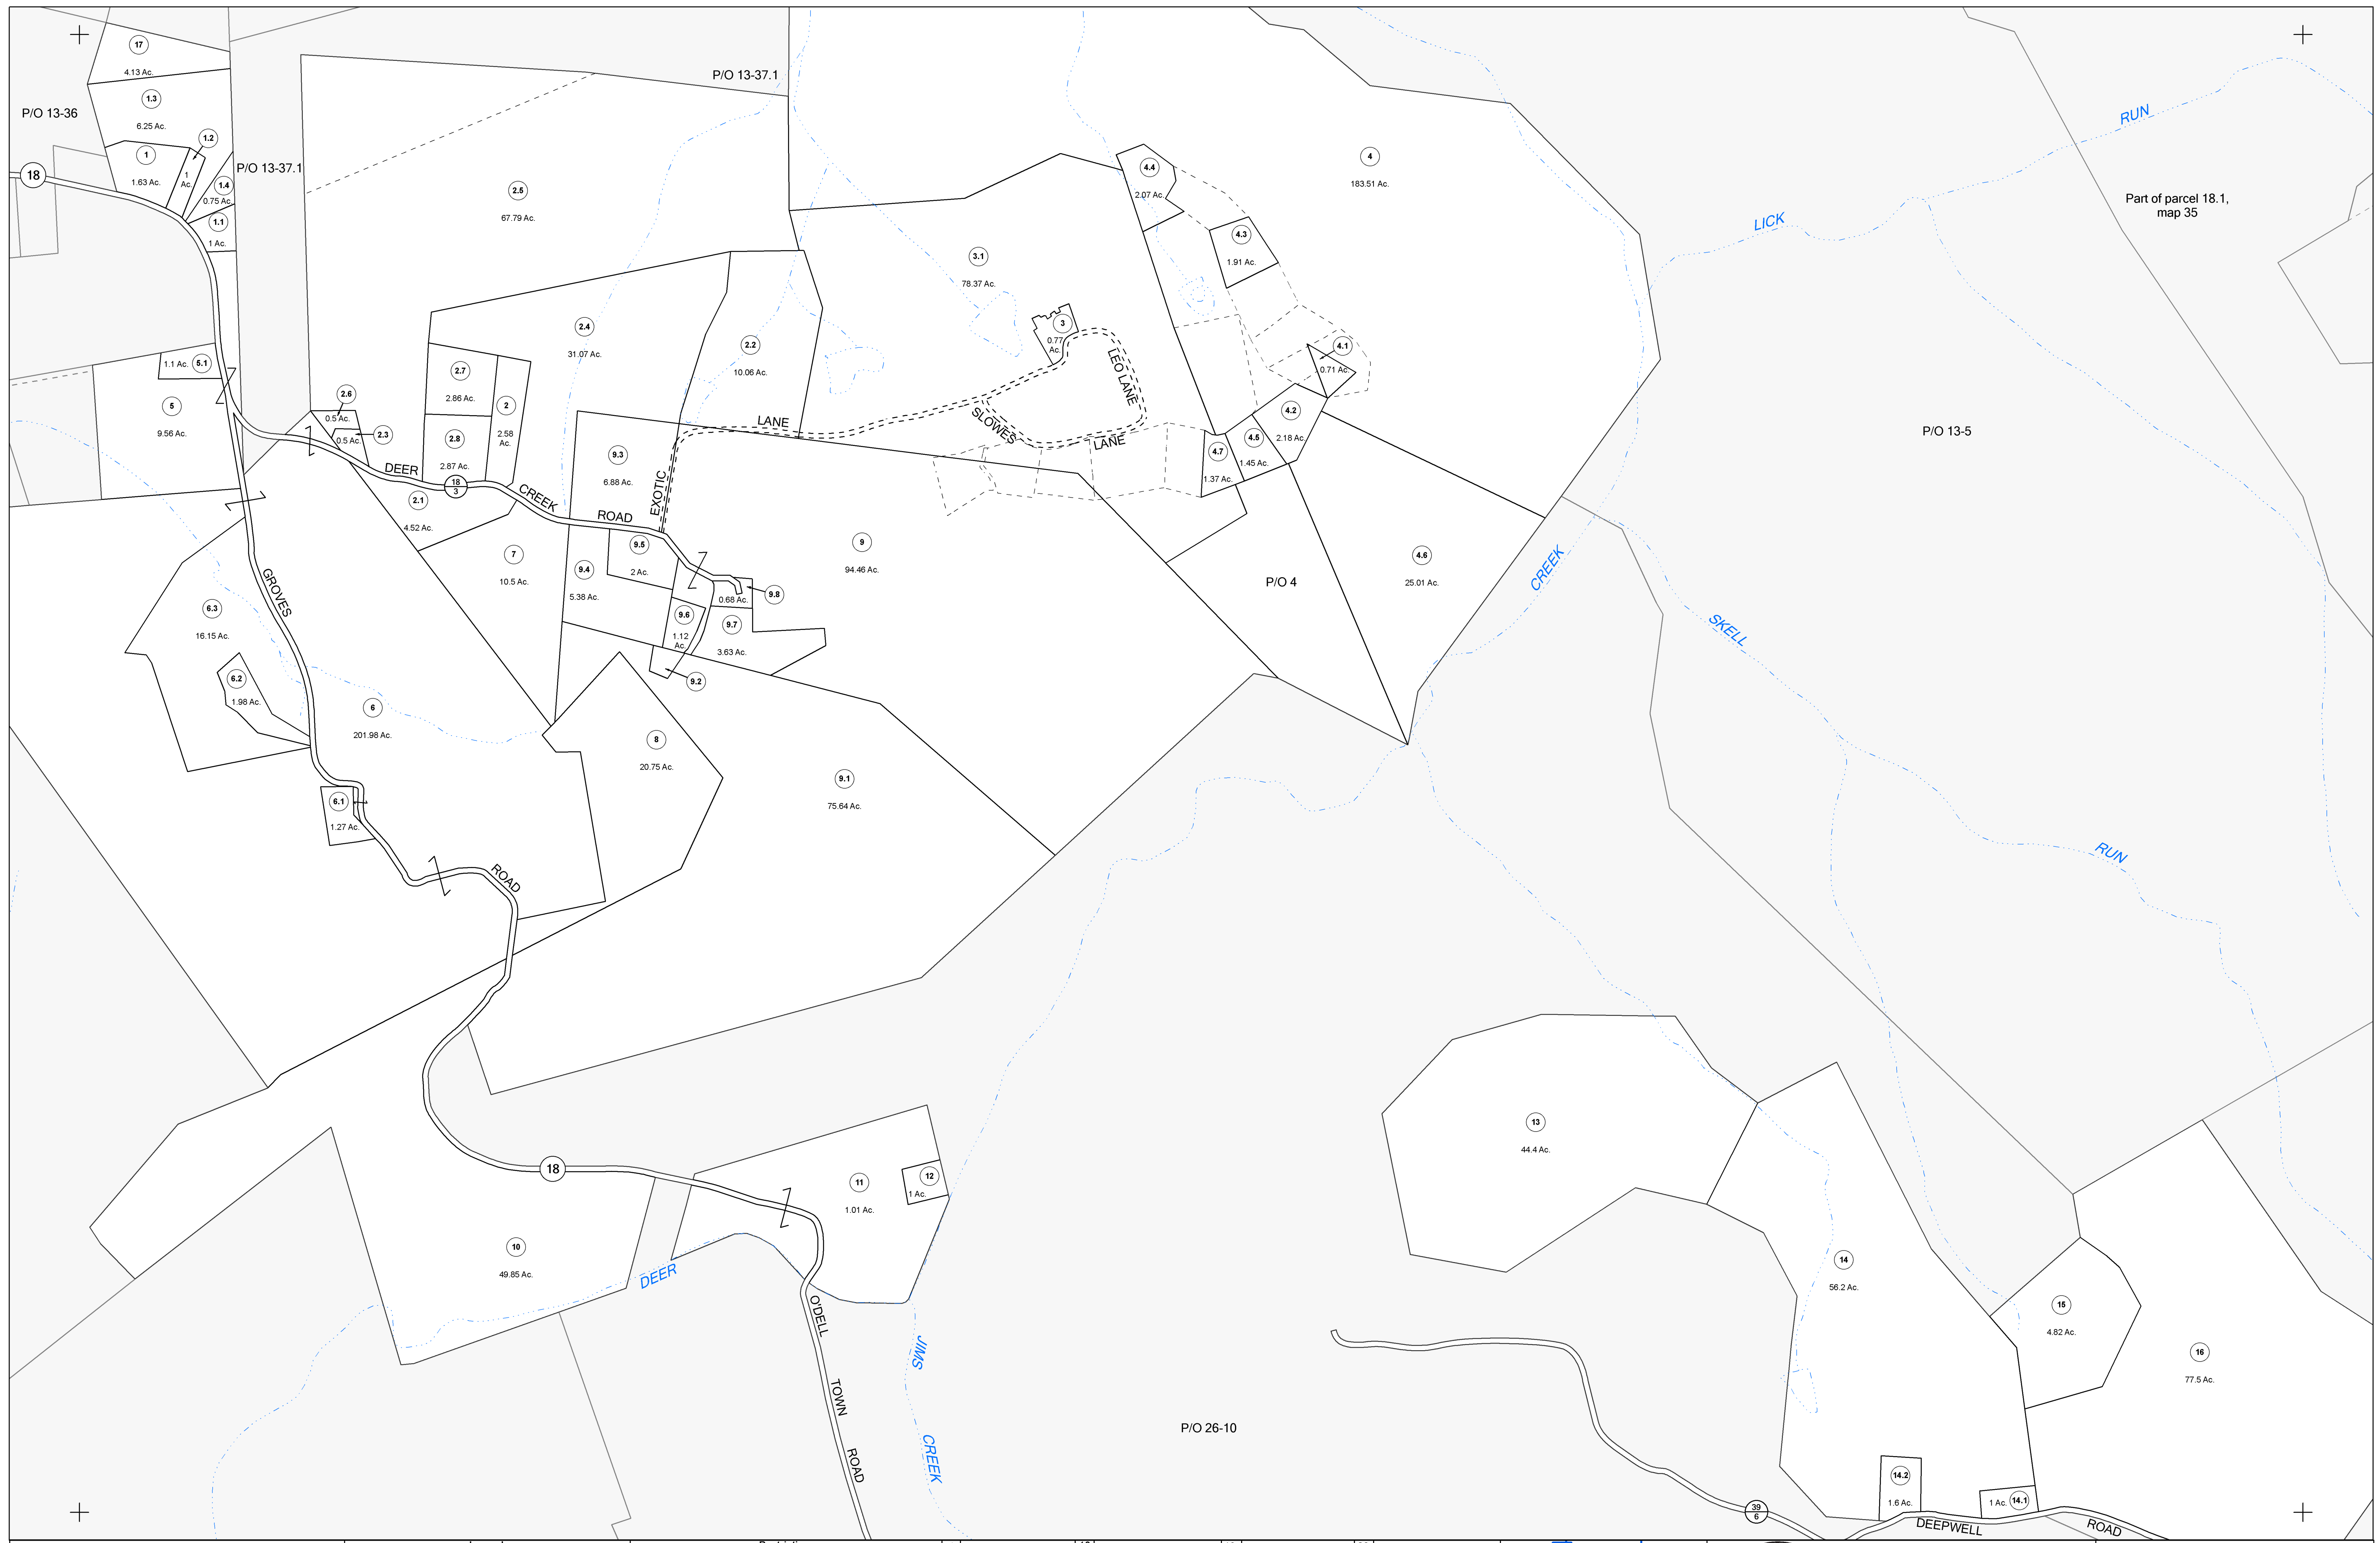 17
4.13 Ac.
P/O 13-37.1
1.3
P/O 13-36
6.25 Ac.
1.2
1
1.63 Ac.
1
Ac.
18
P/O 13-37.1
1.4
0.75 Ac.
1.1
1 Ac.
2.5
67.79 Ac.
4
183.51 Ac.
4.4
2.07 Ac.
4.3
1.91 Ac.
RUN
LICK
Part of parcel 18.1,
map 35
3.1
78.37 Ac.
3
0.77
Ac.
LEO LANE
2.4
31.07 Ac.
2.2
10.06 Ac.
4.1
0.71 Ac.
5.1
1.1 Ac.
5
9.56 Ac.
2.6
0.5 Ac.
2.3
0.5 Ac.
2.7
2.86 Ac.
2
2.58
Ac.
2.8
2.87 Ac.
LANE
SLOWES
LANE
4.2
2.18 Ac.
4.5
1.45 Ac.
4.7
1.37 Ac.
P/O 13-5
9.3
6.88 Ac.
EXOTIC
DEER
18
3
CREEK
ROAD
2.1
4.52 Ac.
7
10.5 Ac.
9.5
2 Ac.
9.4
5.38 Ac.
9
94.46 Ac.
4.6
25.01 Ac.
P/O 4
CREEK
GROVES
6.3
16.15 Ac.
9.8
0.68 Ac.
9.6
1.12
Ac.
9.7
3.63 Ac.
9.2
SKELL
6.2
1.98 Ac.
6
201.98 Ac.
8
20.75 Ac.
9.1
75.64 Ac.
6.1
1.27 Ac.
ROAD
RUN
13
44.4 Ac.
18
11
1.01 Ac.
12
1 Ac.
10
49.85 Ac.
DEER
14
56.2 Ac.
15
4.82 Ac.
16
77.5 Ac.
O'DELL
JIMS
TOWN
P/O 26-10
ROAD
CREEK
14.2
1.6 Ac.
1 Ac.
14.1
39
6
DEEPWELL
ROAD